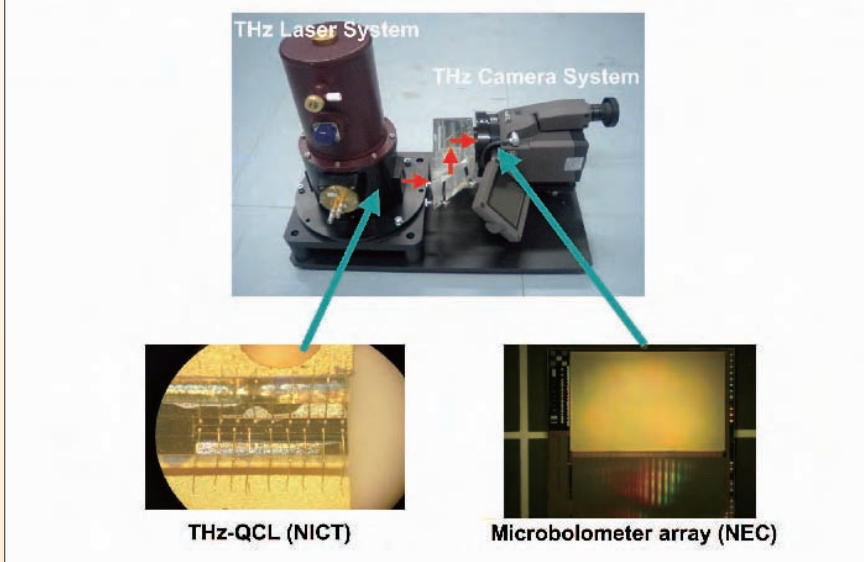 THz Laser System
THz Camera System
THz-QCL (NICT)
Microbolometer array (NEC)